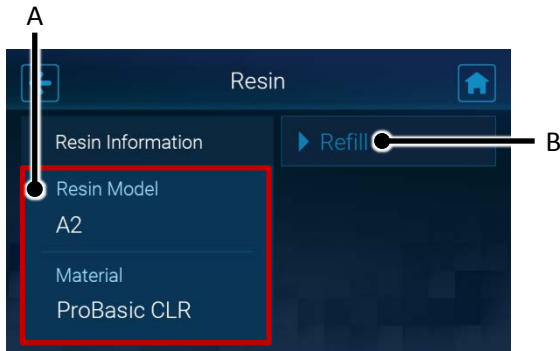 A
Resin
Resin Information
Refill
B
Resin Model
A2
Material
ProBasic CLR